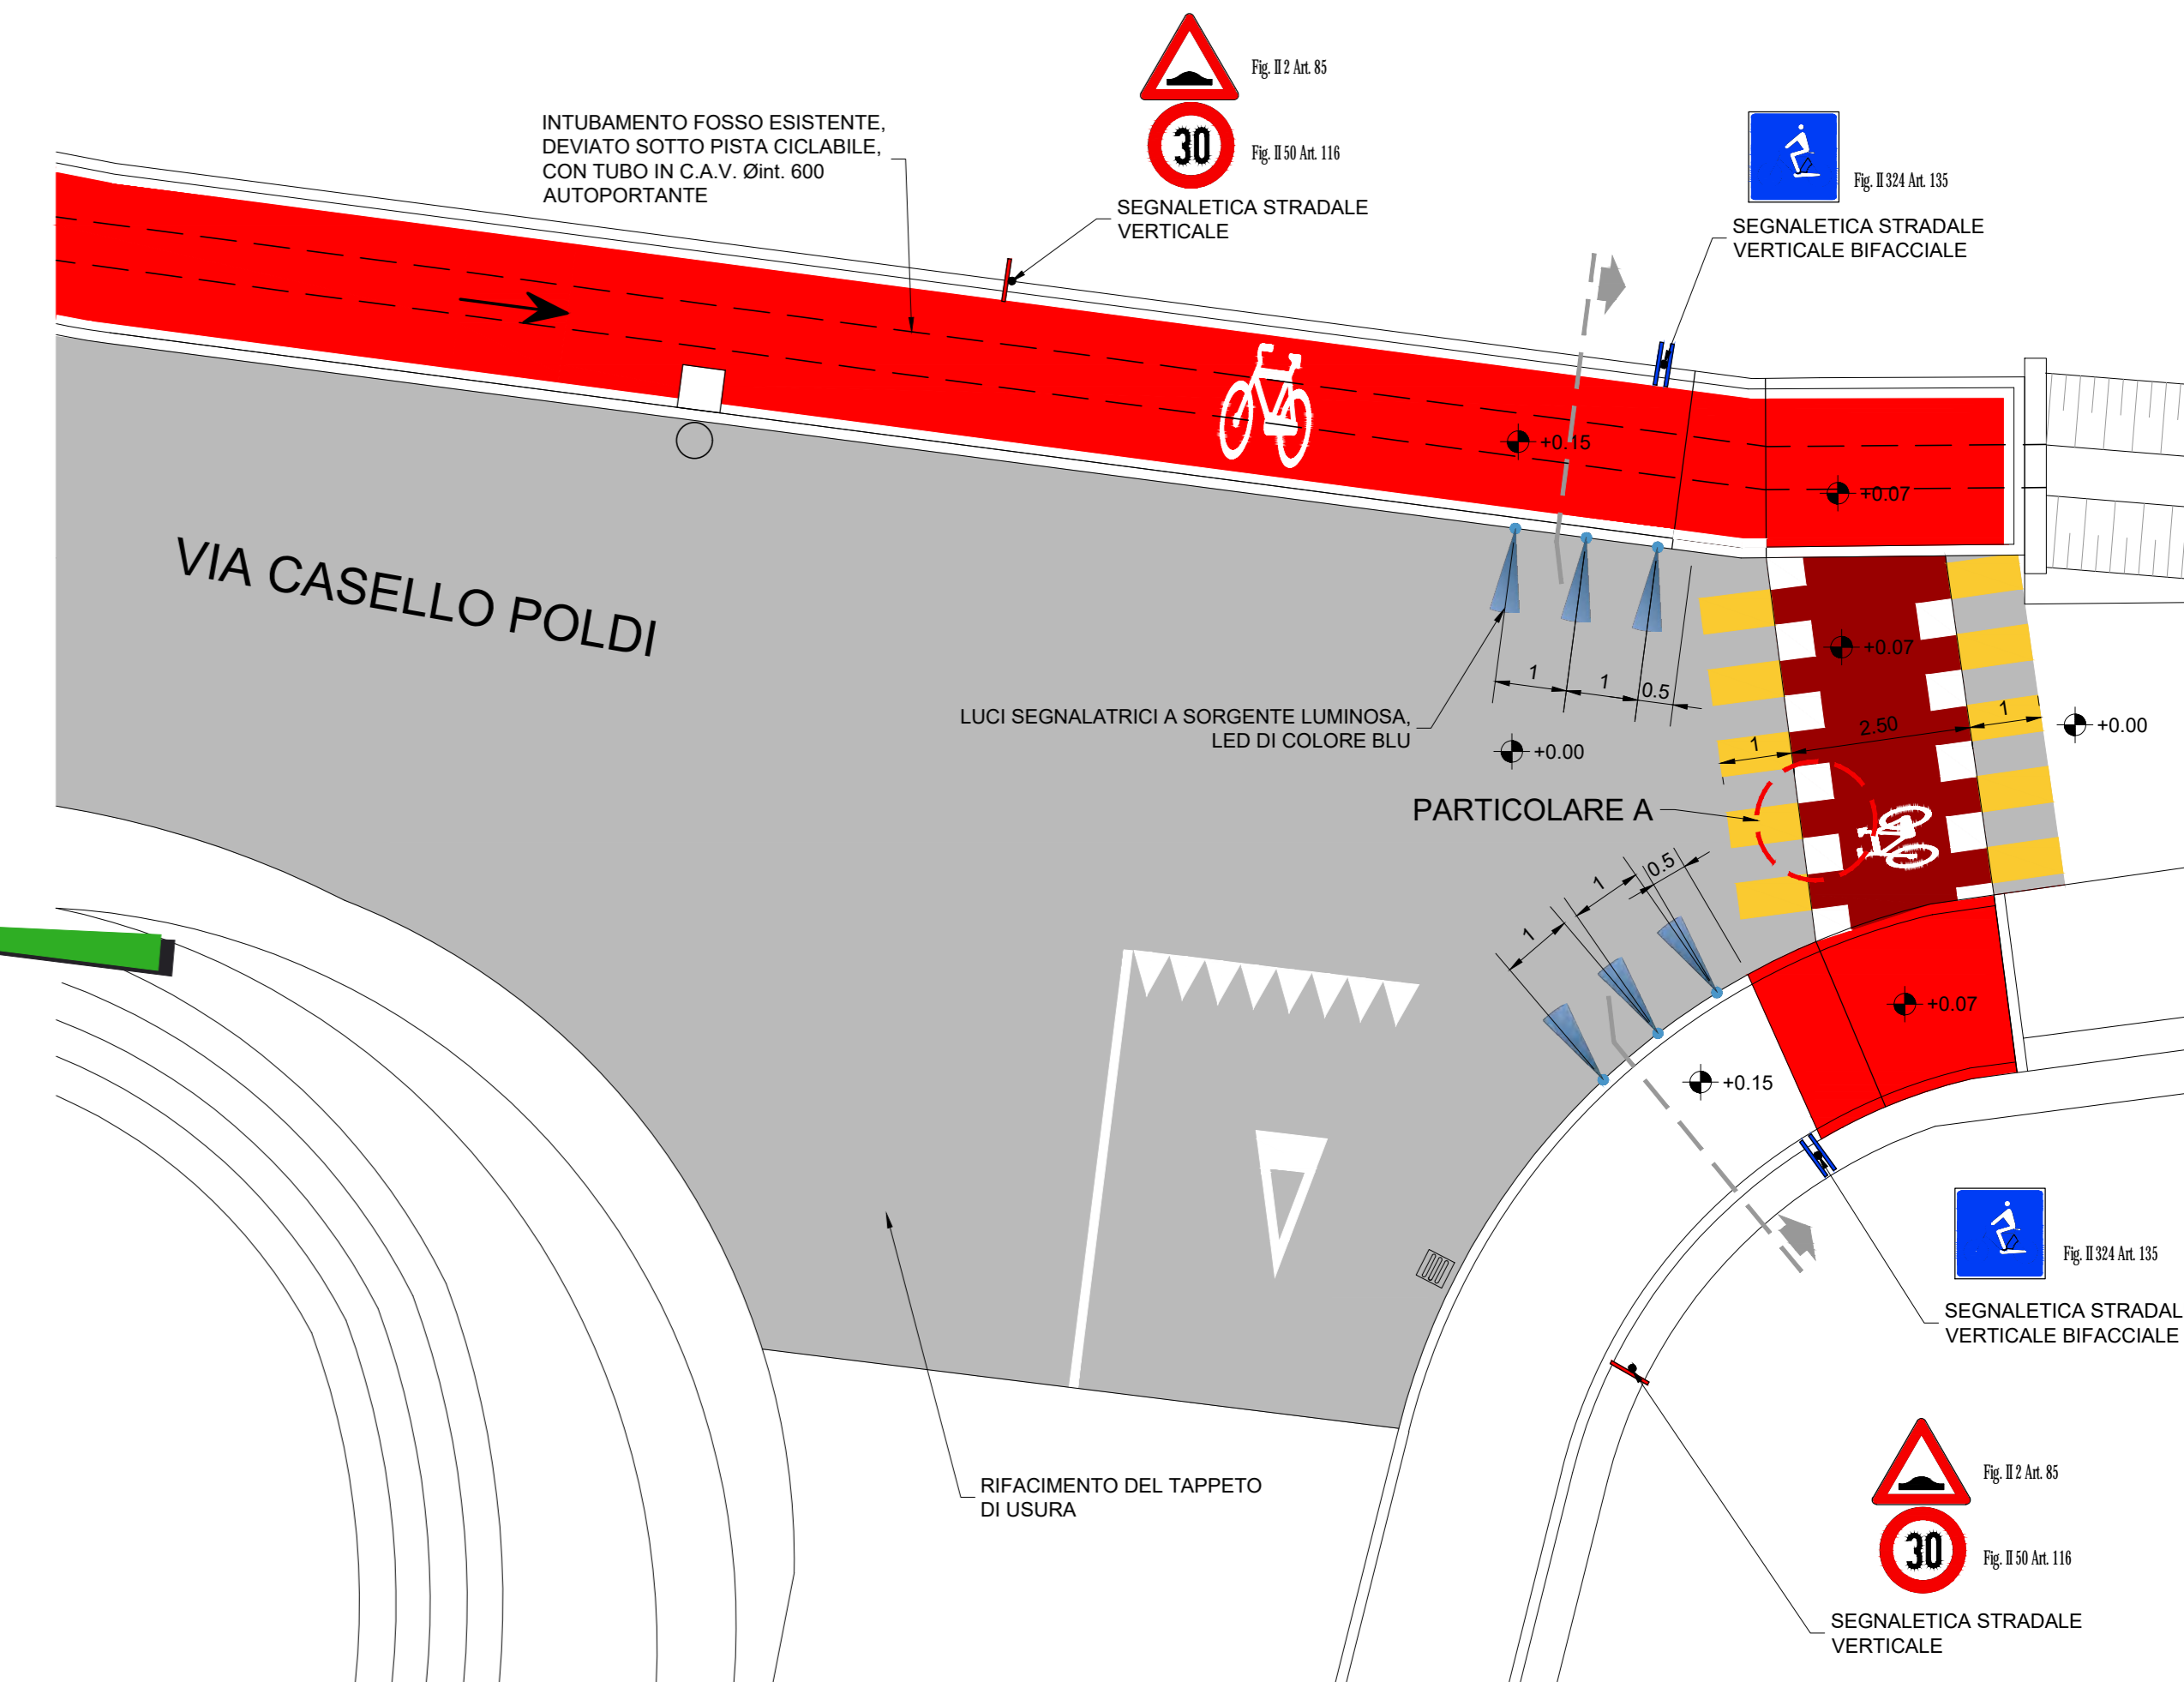 Fig. II 2 Art. 85
30
Fig. II 50 Art. 116
SEGNALETICA STRADALE
VERTICALE
INTUBAMENTO FOSSO ESISTENTE,
DEVIATO SOTTO PISTA CICLABILE,
CON TUBO IN C.A.V. Øint. 600
AUTOPORTANTE
Fig. II 324 Art. 135
SEGNALETICA STRADALE
VERTICALE BIFACCIALE
+0.15
+0.07
VIA CASELLO POLDI
+0.07
1
1
0.5
LUCI SEGNALATRICI A SORGENTE LUMINOSA,
LED DI COLORE BLU
+0.00
1
2.50
1
+0.00
PARTICOLARE A
1
1
0.5
+0.07
+0.15
Fig. II 324 Art. 135
SEGNALETICA STRADAL
VERTICALE BIFACCIALE
RIFACIMENTO DEL TAPPETO
DI USURA
Fig. II 2 Art. 85
30
Fig. II 50 Art. 116
SEGNALETICA STRADALE
VERTICALE